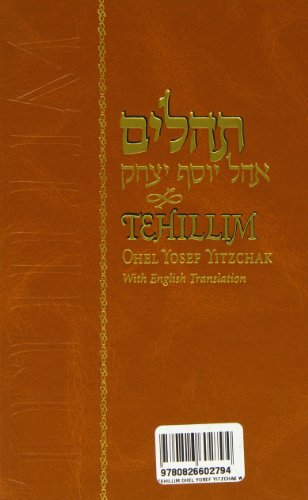 תהלים
אהל יוסף יצחק
TEHILLIM
OHEL YOSEF YITZCHAK
With English Translation
9780826602794
TEHILLIM OHEL YOSEF YITZCHAK W